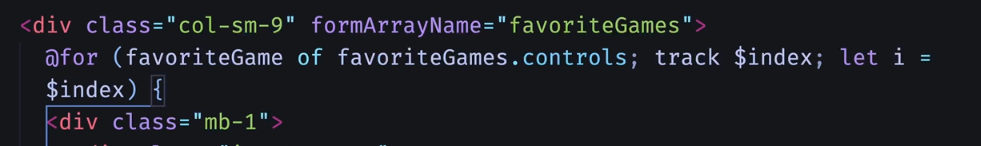 <div class="col-sm-9" formArrayName="favoriteGames">
@for (favoriteGame of favoriteGames.controls; track $index; let i =
$index) {
<div class="mb-1">